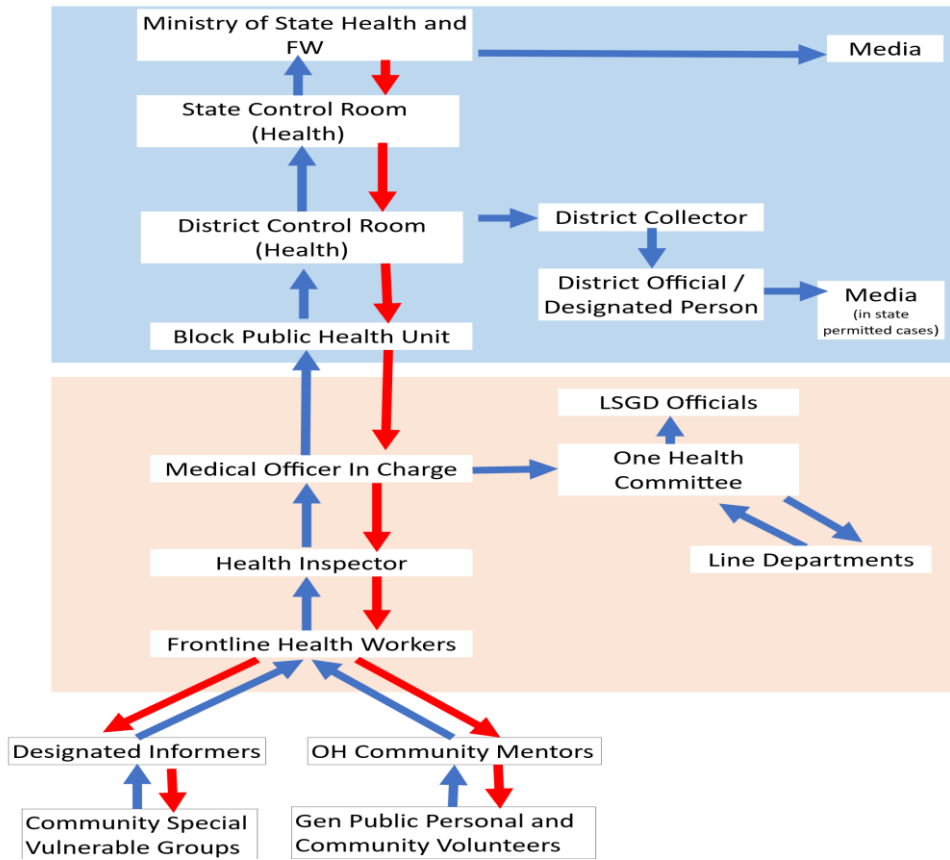 Ministry of State Health and
FW
Media
State Control Room
(Health)
District Control Room
(Health)
District Collector
District Official /
Designated Person
Media
(in state
permitted cases)
Block Public Health Unit
LSGD Officials
Medical Officer In Charge
One Health
Committee
Health Inspector
Line Departments
Frontline Health Workers
Designated Informers
OH Community Mentors
Community Special
Vulnerable Groups
Gen Public Personal and
Community Volunteers